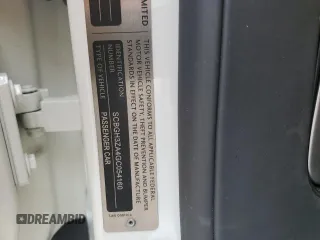 MITED
THIS VEHICLE CONFORMS TO ALL APPLICABLE FEDERAL
MOTOR VEHICLE SAFETY, THEFT PREVENTION AND BUMPER
STANDARDS IN EFFECT ON THE DATE OF MANUFACTURE
IDENTIFICATION
NUMBER
SCBGH3ZA4GC054160
TYPE OF VEHICLE
PASSENGER CAR
DREAMBID